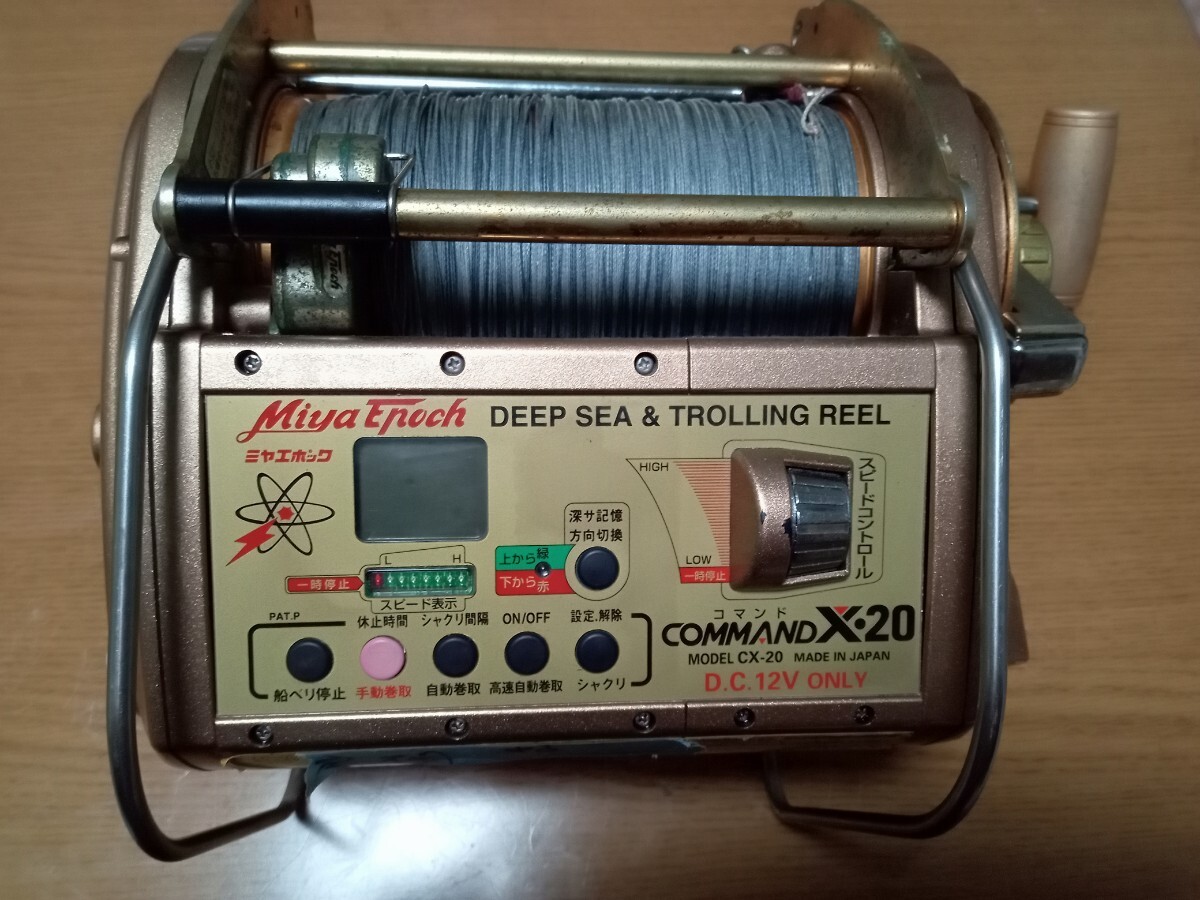 Miya Epoch DEEP SEA & TROLLING REEL
ミヤエポック
深サ記憶
方向切換
上から緑
下から赤
HIGH
LOW
一時停止
スピードコントロール
L H
一時停止
スピード表示
PAT.P 休止時間 シャクリ間隔 ON/OFF 設定.解除
船ベリ停止 手動巻取 自動巻取 高速自動巻取 シャクリ
コマンド
COMMAND X・20
MODEL CX-20 MADE IN JAPAN
D.C.12V ONLY